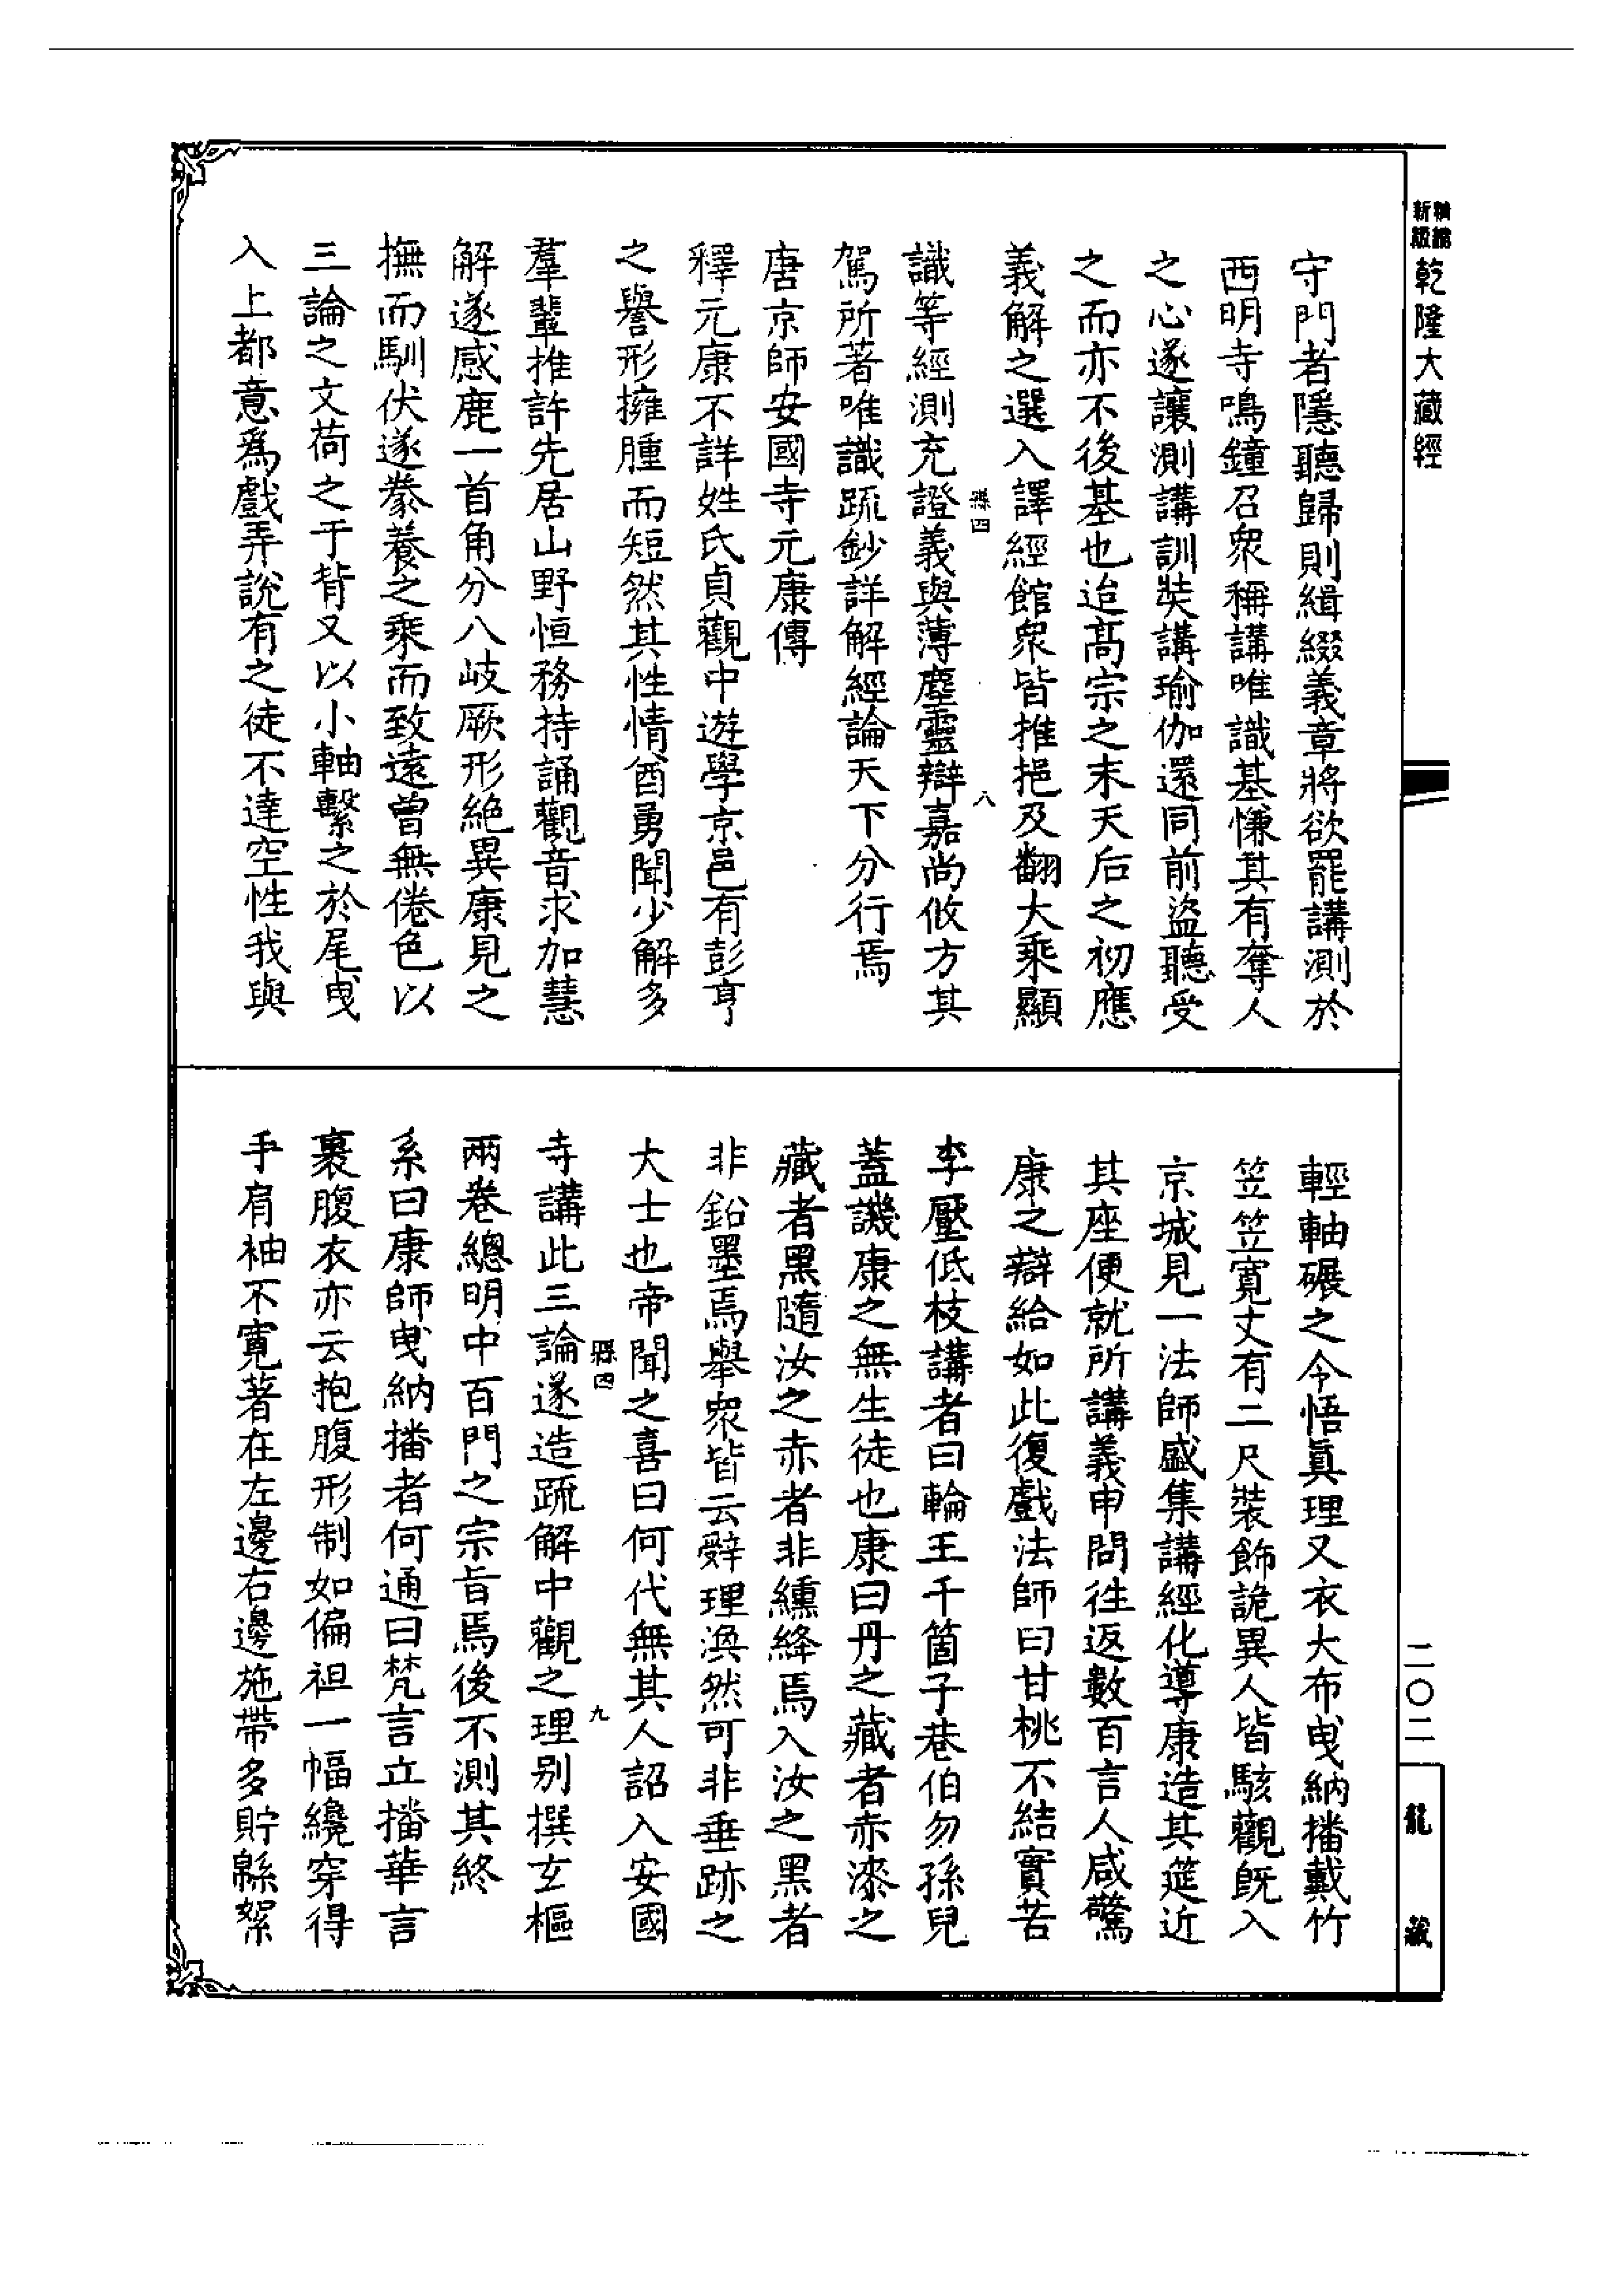 新編縮版乾隆大藏經
守門者隱聽歸則緝綴義章將欲罷講測於
西明寺鳴鐘召衆稱講唯識基慊其有奪人
之心遂讓測講訓奘講瑜伽還同前盜聽受
之而亦不後基也迨高宗之末天后之初應
義解之選入譯經館衆皆推挹及翻大乘顯
縣四
八
識等經測充證義與薄塵靈辯嘉尚攸方其
駕所著唯識疏鈔詳解經論天下分行焉
唐京師安國寺元康傳
釋元康不詳姓氏貞觀中遊學京邑有彭亨
之譽形擁腫而短然其性情酋勇聞少解多
羣輩推許先居山野恒務持誦觀音求加慧
解遂感鹿一首角分八歧厥形絶異康見之
撫而馴伏遂豢養之乘而致遠曾無倦色以
三論之文荷之于背又以小軸繫之於尾曳
入上都意爲戲弄說有之徒不達空性我與
輕軸碾之令悟眞理又衣大布曳納播戴竹
笠笠寛丈有二尺裝飾詭異人皆駭觀旣入
京城見一法師盛集講經化導康造其筵近
其座便就所講義申問往返數百言人咸驚
康之辯給如此復戲法師曰甘桃不結實苦
李壓低枝講者曰輪王千箇子巷伯勿孫兒
蓋譏康之無生徒也康曰丹之藏者赤漆之
藏者黑隨汝之赤者非纁絳焉入汝之黑者
非鉛墨焉舉衆皆云辭理渙然可非垂跡之
大士也帝聞之喜曰何代無其人詔入安國
縣四
九
寺講此三論遂造疏解中觀之理别撰玄樞
兩卷總明中百門之宗旨焉後不測其終
系曰康師曳納播者何通曰梵言立播華言
裹腹衣亦云抱腹形制如偏袒一幅纔穿得
手肩袖不寛著在左邊右邊施帶多貯緜絮
二〇二
龍藏